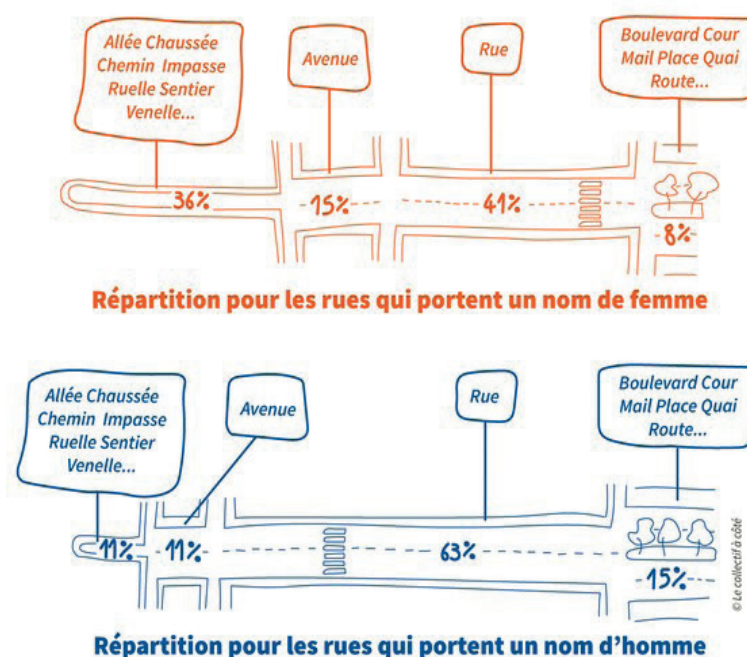 Allée Chaussée
Chemin Impasse
Ruelle Sentier
Venelle...
Avenue
Rue
Boulevard Cour
Mail Place Quai
Route...
36%
15%
41%
8%
Répartition pour les rues qui portent un nom de femme
Allée Chaussée
Chemin Impasse
Ruelle Sentier
Venelle...
Avenue
Rue
Boulevard Cour
Mail Place Quai
Route...
11%
11%
63%
15%
© Le collectif à côté
Répartition pour les rues qui portent un nom d’homme